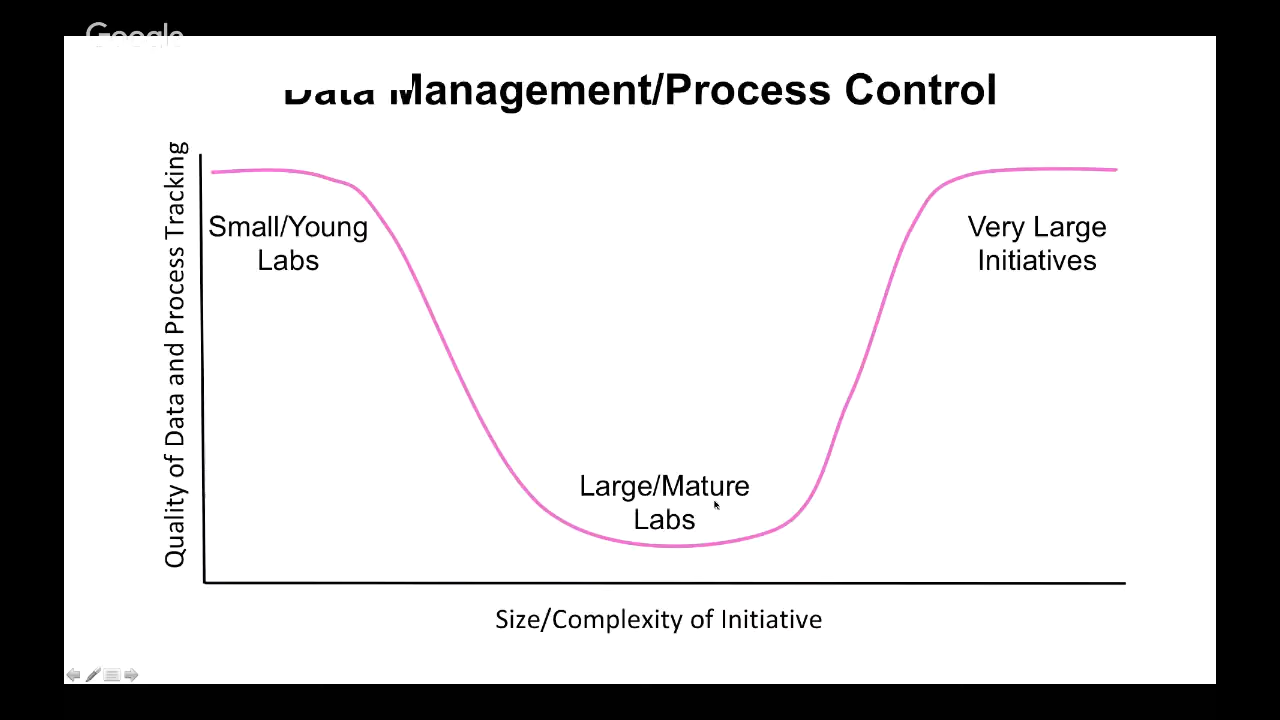 Google
Data Management/Process Control
Quality of Data and Process Tracking
Small/Young
Labs
Very Large
Initiatives
Large/Mature
Labs
Size/Complexity of Initiative